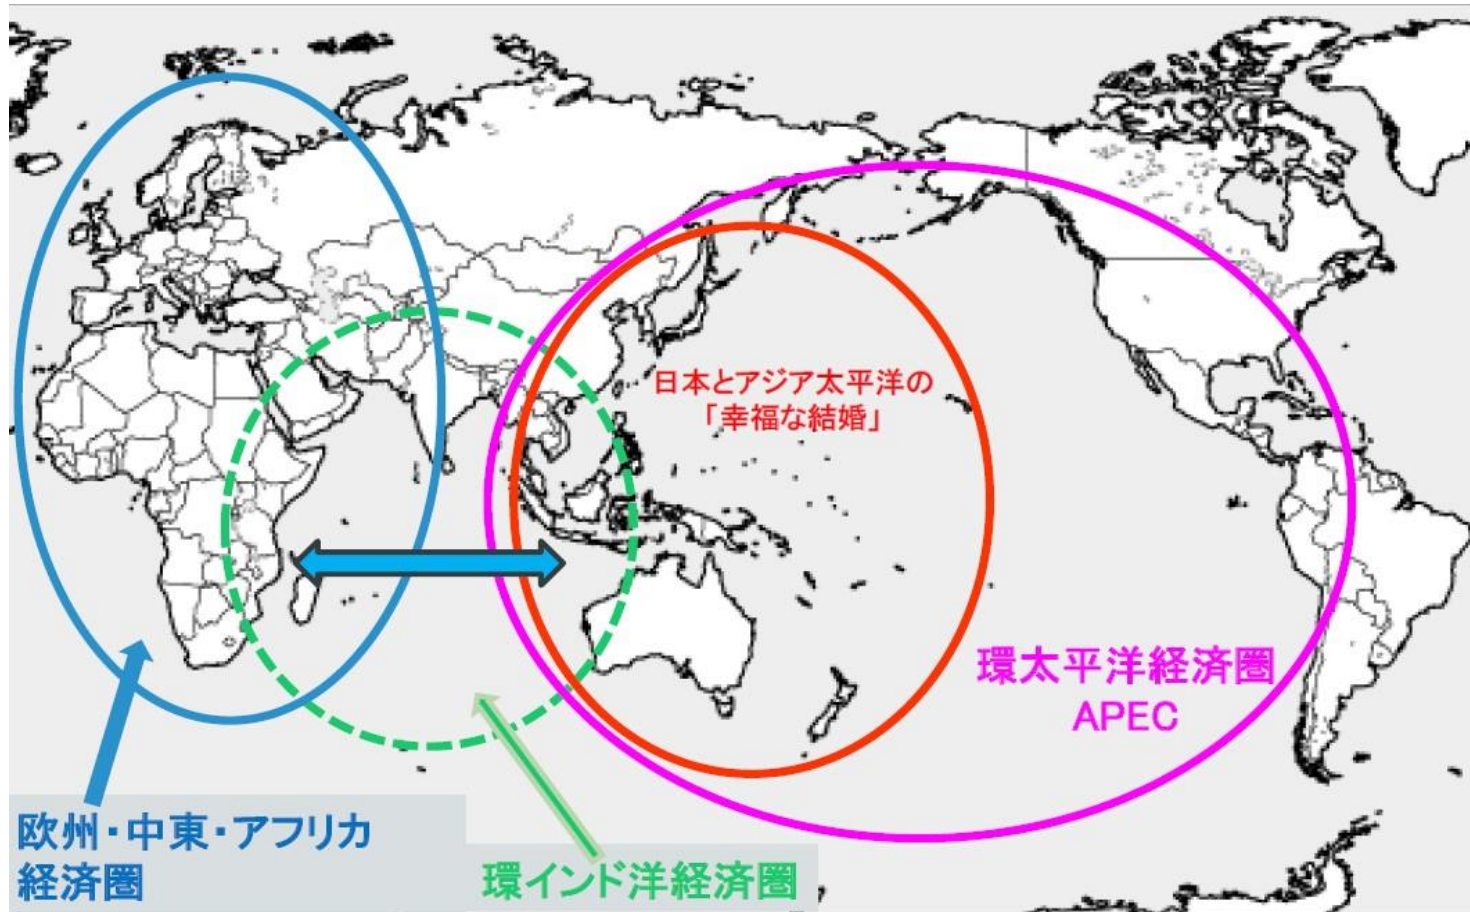 日本とアジア太平洋の
「幸福な結婚」
環太平洋経済圏
APEC
欧州・中東・アフリカ
経済圏
環インド洋経済圏